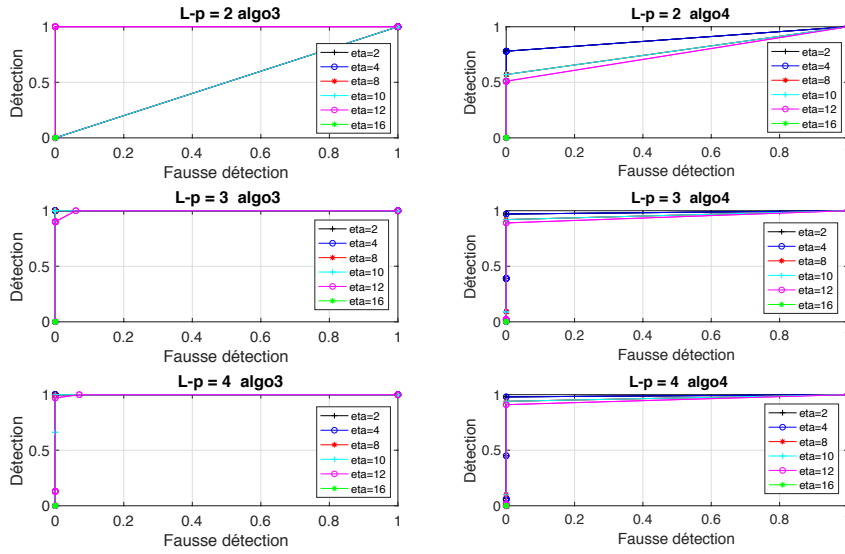 L-p = 2 algo3
Détection
1
0.5
0
0 0.2 0.4 0.6 0.8 1
Fausse détection
eta=2
eta=4
eta=8
eta=10
eta=12
eta=16
L-p = 2 algo4
Détection
1
0.5
0
0 0.2 0.4 0.6 0.8
Fausse détection
eta=2
eta=4
eta=8
eta=10
eta=12
eta=16
L-p = 3 algo3
Détection
1
0.5
0
0 0.2 0.4 0.6 0.8 1
Fausse détection
eta=2
eta=4
eta=8
eta=10
eta=12
eta=16
L-p = 3 algo4
Détection
1
0.5
0
0 0.2 0.4 0.6 0.8
Fausse détection
eta=2
eta=4
eta=8
eta=10
eta=12
eta=16
L-p = 4 algo3
Détection
1
0.5
0
0 0.2 0.4 0.6 0.8 1
Fausse détection
eta=2
eta=4
eta=8
eta=10
eta=12
eta=16
L-p = 4 algo4
Détection
1
0.5
0
0 0.2 0.4 0.6 0.8
Fausse détection
eta=2
eta=4
eta=8
eta=10
eta=12
eta=16